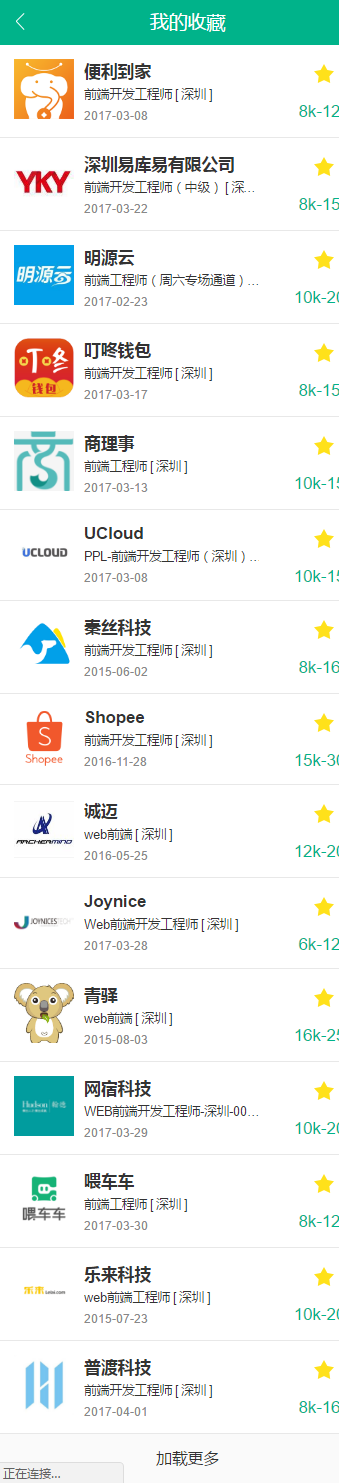 我的收藏
便利到家
前端开发工程师 [ 深圳 ]
2017-03-08
8k-12
YKY
深圳易库易有限公司
前端开发工程师（中级）[ 深...
2017-03-22
8k-15
明源云
明源云
前端工程师（周六专场通道）...
2017-02-23
10k-20
叮咚
钱包
叮咚钱包
前端开发工程师 [ 深圳 ]
2017-03-17
8k-15
商理事
前端工程师 [ 深圳 ]
2017-03-13
10k-15
UCLOUD
UCloud
PPL-前端开发工程师（深圳）...
2017-03-08
10k-15
秦丝科技
前端开发工程师 [ 深圳 ]
2015-06-02
8k-16
Shopee
Shopee
前端开发工程师 [ 深圳 ]
2016-11-28
15k-30
ARCHERMIND
诚迈
web前端 [ 深圳 ]
2016-05-25
12k-20
JOYNICESTECH
Joynice
Web前端开发工程师 [ 深圳 ]
2017-03-28
6k-12
青驿
web前端 [ 深圳 ]
2015-08-03
16k-25
Hudson
网宿科技
WEB前端开发工程师-深圳-00...
2017-03-29
10k-20
喂车车
喂车车
前端工程师 [ 深圳 ]
2017-03-30
8k-12
乐来
乐来科技
web前端工程师 [ 深圳 ]
2015-07-23
10k-20
普渡科技
前端开发工程师 [ 深圳 ]
2017-04-01
8k-16
加载更多
正在连接...